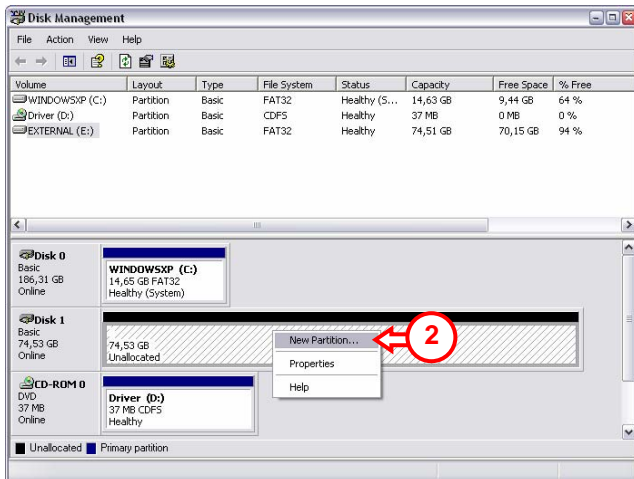 Disk Management
File Action View Help
Volume Layout Type File System Status Capacity Free Space % Free
WINDOWSXP (C:) Partition Basic FAT32 Healthy (S... 14,63 GB 9,44 GB 64 %
Driver (D:) Partition Basic CDFS Healthy 37 MB 0 MB 0 %
EXTERNAL (E:) Partition Basic FAT32 Healthy 74,51 GB 70,15 GB 94 %
Disk 0
Basic
186,31 GB
Online
WINDOWSXP (C:)
14,65 GB FAT32
Healthy (System)
Disk 1
Basic
74,53 GB
Online
74,53 GB
Unallocated
New Partition...
Properties
Help
2
CD-ROM 0
DVD
37 MB
Online
Driver (D:)
37 MB CDFS
Healthy
Unallocated Primary partition